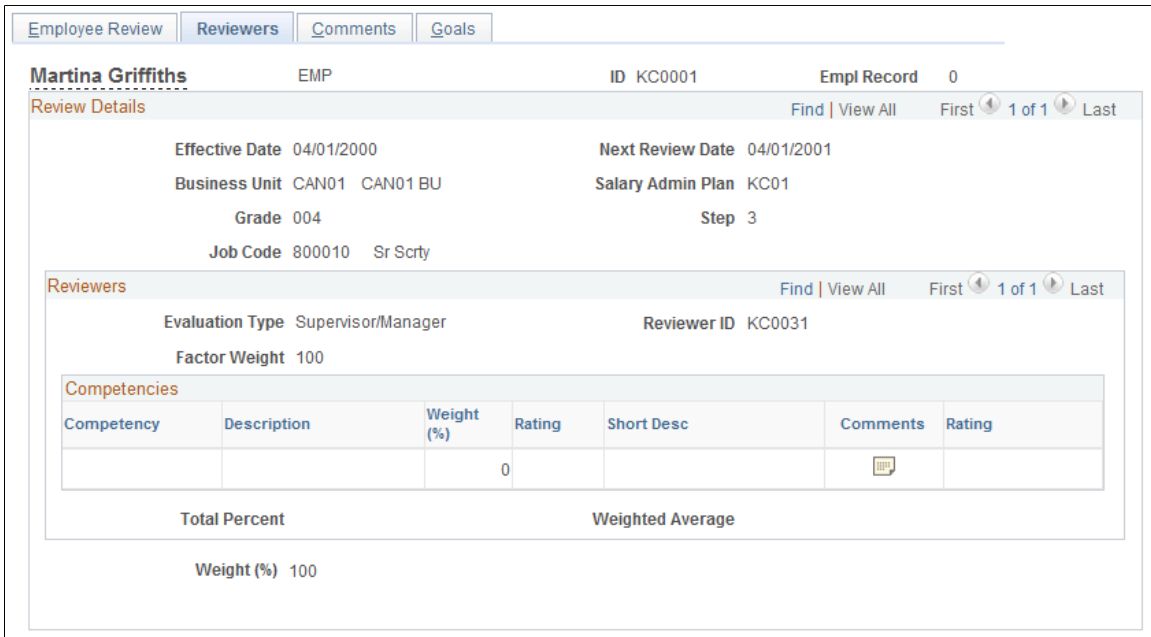 Employee Review Reviewers Comments Goals
Martina Griffiths EMP ID KC0001 Empl Record 0
Review Details Find | View All First 1 of 1 Last
Effective Date 04/01/2000 Next Review Date 04/01/2001
Business Unit CAN01 CAN01 BU Salary Admin Plan KC01
Grade 004 Step 3
Job Code 800010 Sr Scrty
Reviewers Find | View All First 1 of 1 Last
Evaluation Type Supervisor/Manager Reviewer ID KC0031
Factor Weight 100
Competencies
Competency Description Weight (%) Rating Short Desc Comments Rating
0
Total Percent Weighted Average
Weight (%) 100